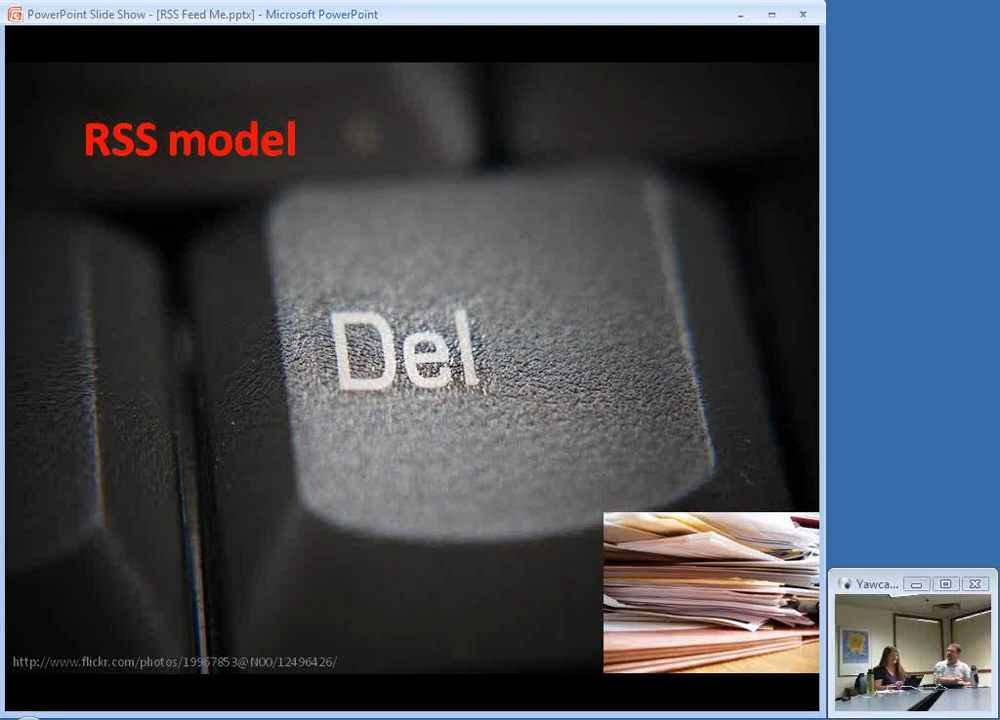 PowerPoint Slide Show - [RSS Feed Me.pptx] - Microsoft PowerPoint
RSS model
Del
http://www.flickr.com/photos/19967853@N00/12496426/
Yawca...